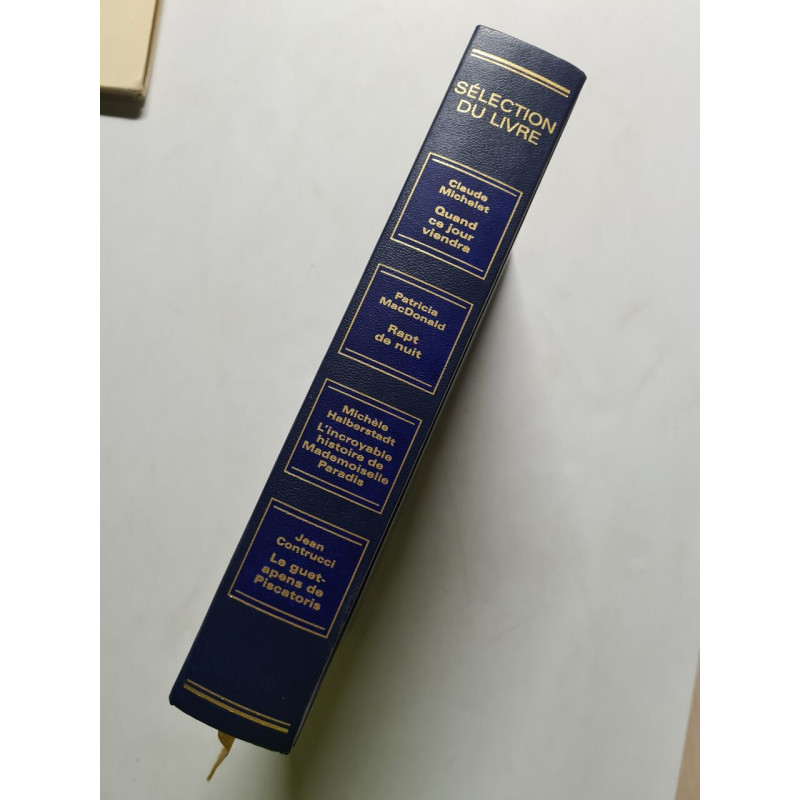 SÉLECTION
DU LIVRE
Claude
Michelet
Quand
ce jour
viendra
Patricia
MacDonald
Rapt
de nuit
Michèle
Halberstadt
L'incroyable
histoire de
Mademoiselle
Paradis
Jean
Contrucci
Le guet-
apens de
Piscatoris